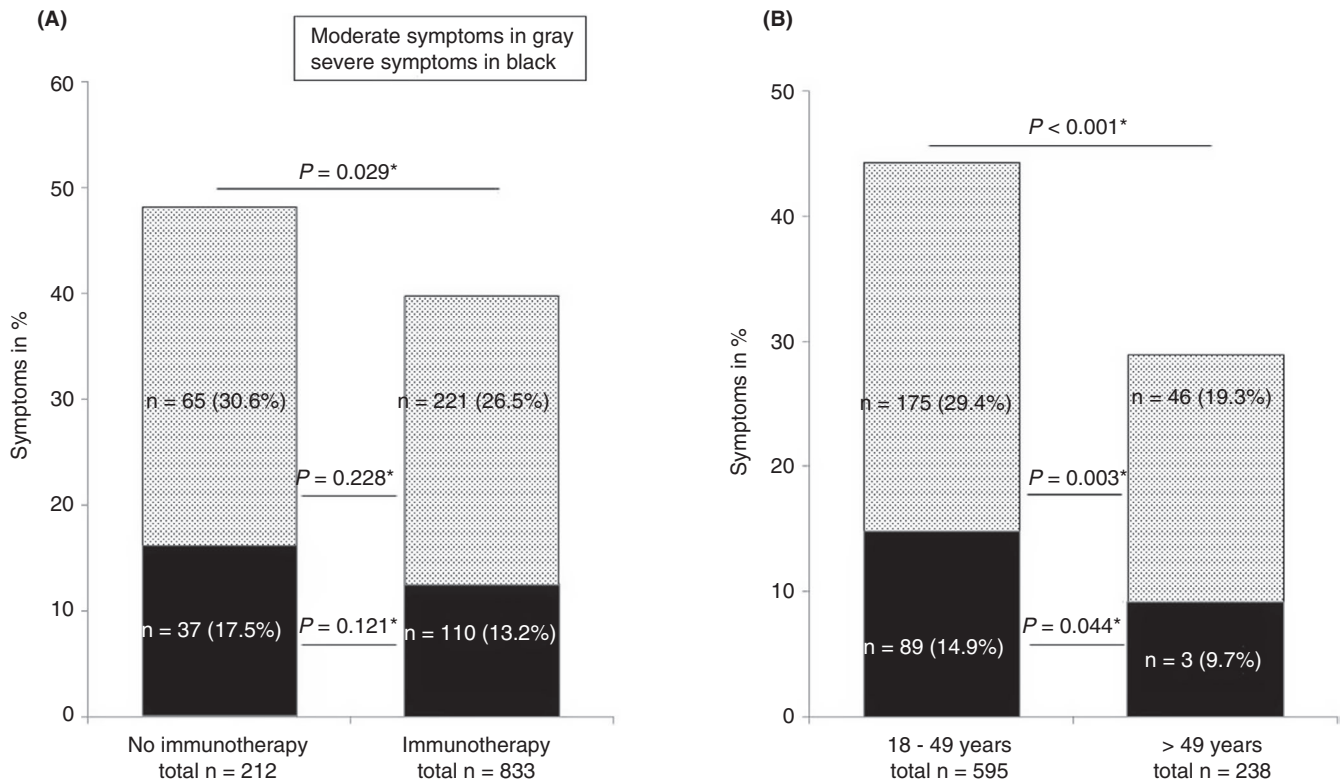 (A)
Moderate symptoms in gray
severe symptoms in black
60
50
40
30
20
10
0
Symptoms in %
P = 0.029*
n = 65 (30.6%)
n = 221 (26.5%)
P = 0.228*
n = 37 (17.5%)
P = 0.121*
n = 110 (13.2%)
No immunotherapy
total n = 212
Immunotherapy
total n = 833
(B)
50
40
30
20
10
0
Symptoms in %
P < 0.001*
n = 175 (29.4%)
n = 46 (19.3%)
P = 0.003*
n = 89 (14.9%)
P = 0.044*
n = 3 (9.7%)
18 - 49 years
total n = 595
> 49 years
total n = 238